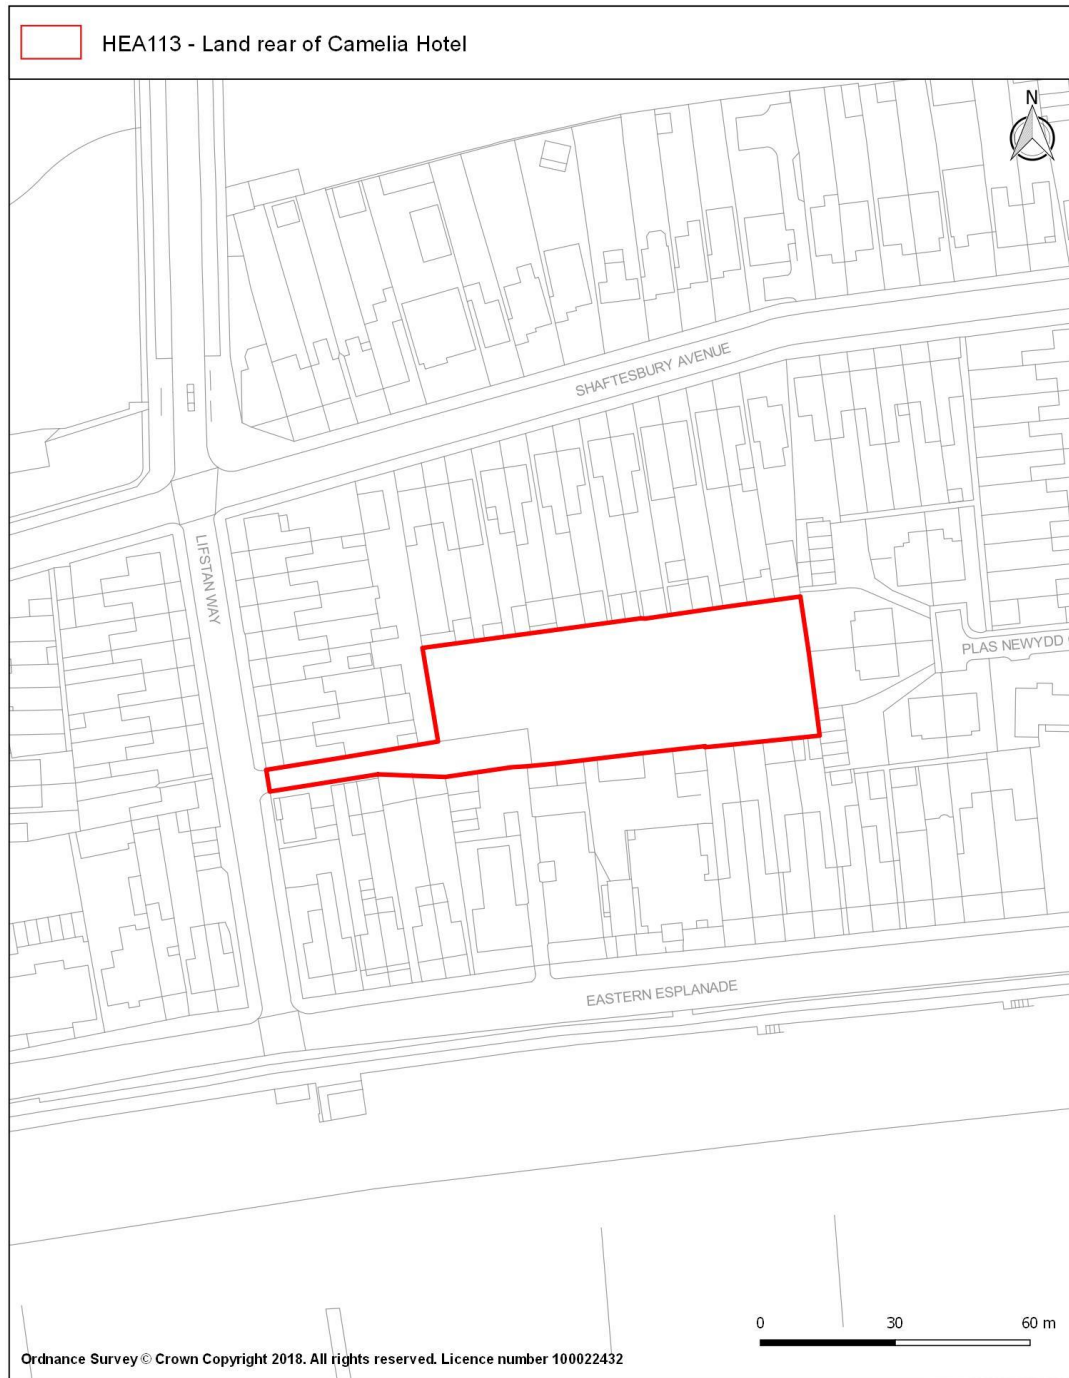 HEA113 - Land rear of Camelia Hotel
N
SHAFTESBURY AVENUE
LIFSTAN WAY
PLAS NEWYDD
EASTERN ESPLANADE
0 30 60 m
Ordnance Survey © Crown Copyright 2018. All rights reserved. Licence number 100022432